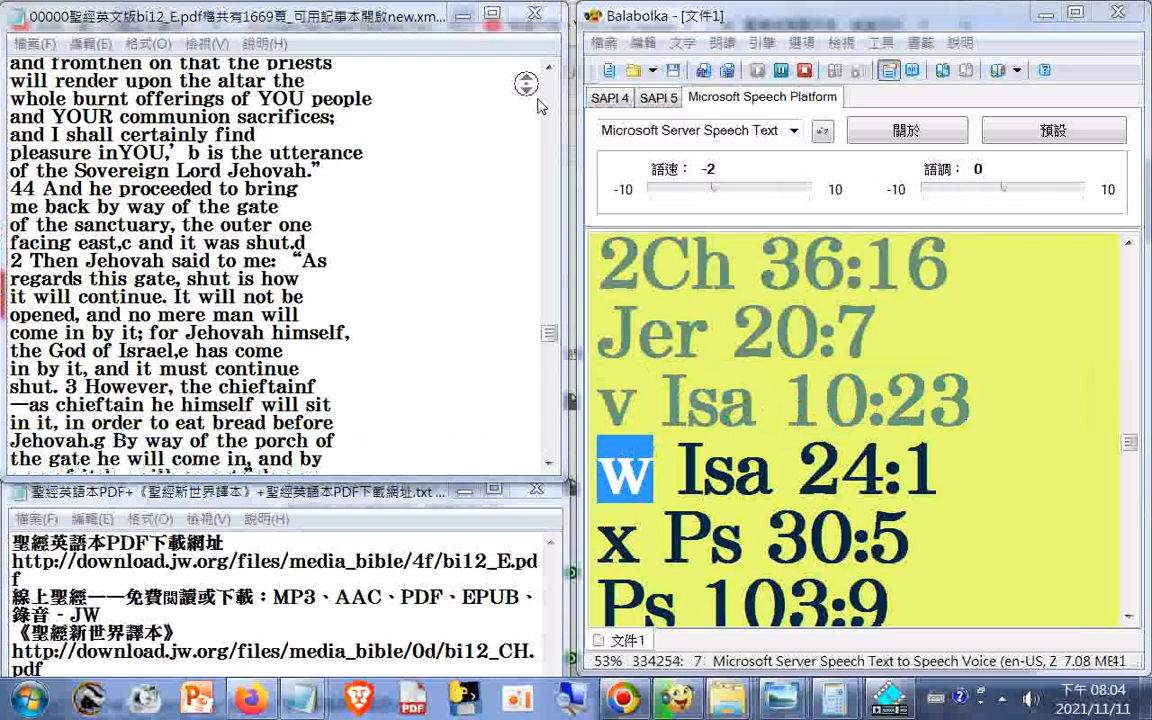 00000聖經英文版bi12_E.pdf檔共有1669頁_可用記事本開啟new.xm...
檔案(F) 編輯(E) 格式(O) 檢視(V) 說明(H)
and fromthen on that the priests
will render upon the altar the
whole burnt offerings of YOU people
and YOUR communion sacrifices;
and I shall certainly find
pleasure inYOU,’ b is the utterance
of the Sovereign Lord Jehovah.”
44 And he proceeded to bring
me back by way of the gate
of the sanctuary, the outer one
facing east,c and it was shut.d
2 Then Jehovah said to me: “As
regards this gate, shut is how
it will continue. It will not be
opened, and no mere man will
come in by it; for Jehovah himself,
the God of Israel,e has come
in by it, and it must continue
shut. 3 However, the chieftainf
—as chieftain he himself will sit
in it, in order to eat bread before
Jehovah.g By way of the porch of
the gate he will come in, and by
聖經英語本PDF+《聖經新世界譯本》+聖經英語本PDF下載網址.txt ...
檔案(F) 編輯(E) 格式(O) 檢視(V) 說明(H)
聖經英語本PDF下載網址
http://download.jw.org/files/media_bible/4f/bi12_E.pd
f
線上聖經——免費閱讀或下載：MP3、AAC、PDF、EPUB、
錄音 - JW
《聖經新世界譯本》
http://download.jw.org/files/media_bible/0d/bi12_CH.
pdf
Balabolka - [文件1]
檔案 編輯 文字 朗讀 引擎 選項 檢視 工具 書籤 說明
SAPI 4 SAPI 5 Microsoft Speech Platform
Microsoft Server Speech Text 關於 預設
語速： -2 語調： 0
-10 10 -10 10
2Ch 36:16
Jer 20:7
v Isa 10:23
w Isa 24:1
x Ps 30:5
Ps 103:9
文件1
53% 334254: 7 Microsoft Server Speech Text to Speech Voice (en-US, Z 7.08 ME41
PDF
下午 08:04
2021/11/11